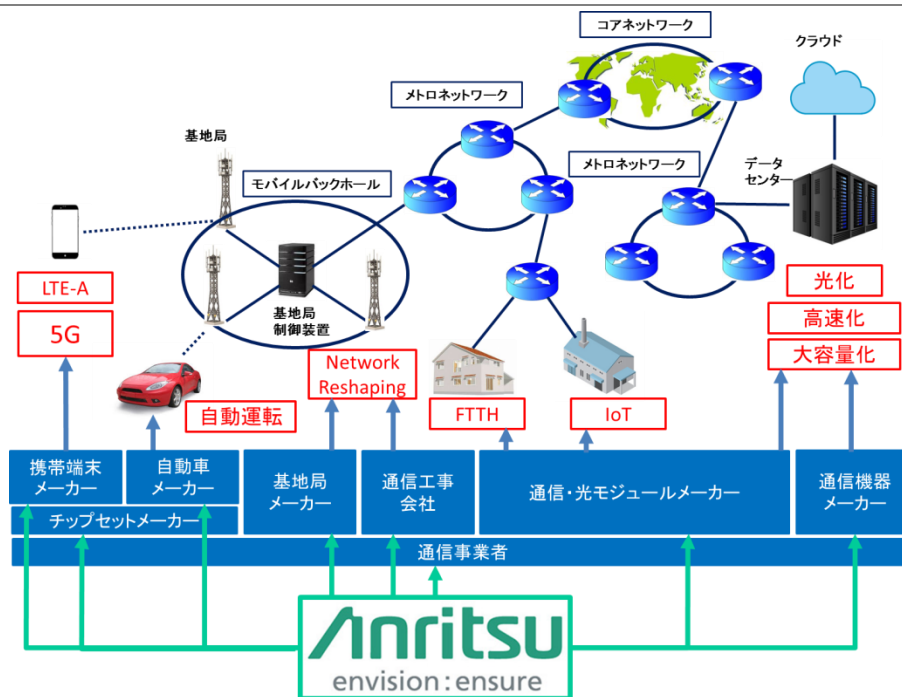 コアネットワーク
クラウド
メトロネットワーク
基地局
メトロネットワーク
データ
センター
モバイルバックホール
LTE-A
5G
基地局
制御装置
光化
高速化
大容量化
Network
Reshaping
自動運転
FTTH
IoT
携帯端末
メーカー
自動車
メーカー
基地局
メーカー
通信工事
会社
通信・光モジュールメーカー
通信機器
メーカー
チップセットメーカー
通信事業者
Anritsu
envision : ensure